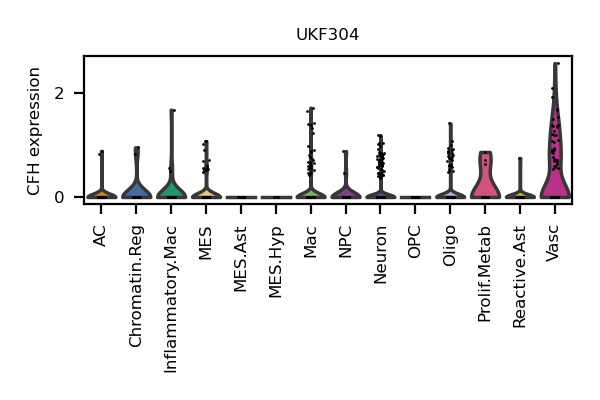 UKF304
CFH expression
2
0
AC
Chromatin.Reg
Inflammatory.Mac
MES
MES.Ast
MES.Hyp
Mac
NPC
Neuron
OPC
Oligo
Prolif.Metab
Reactive.Ast
Vasc